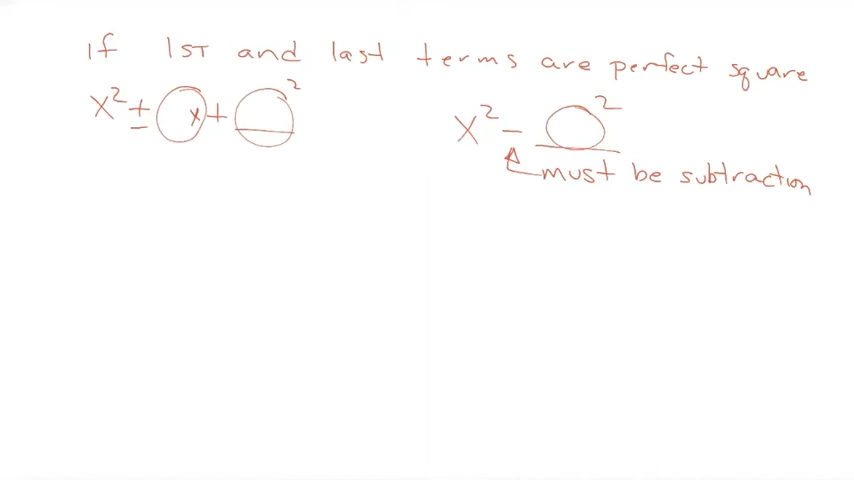 If 1ST and last terms are perfect square
x² ± ◯x + ◯²
x² - ◯²
must be subtraction